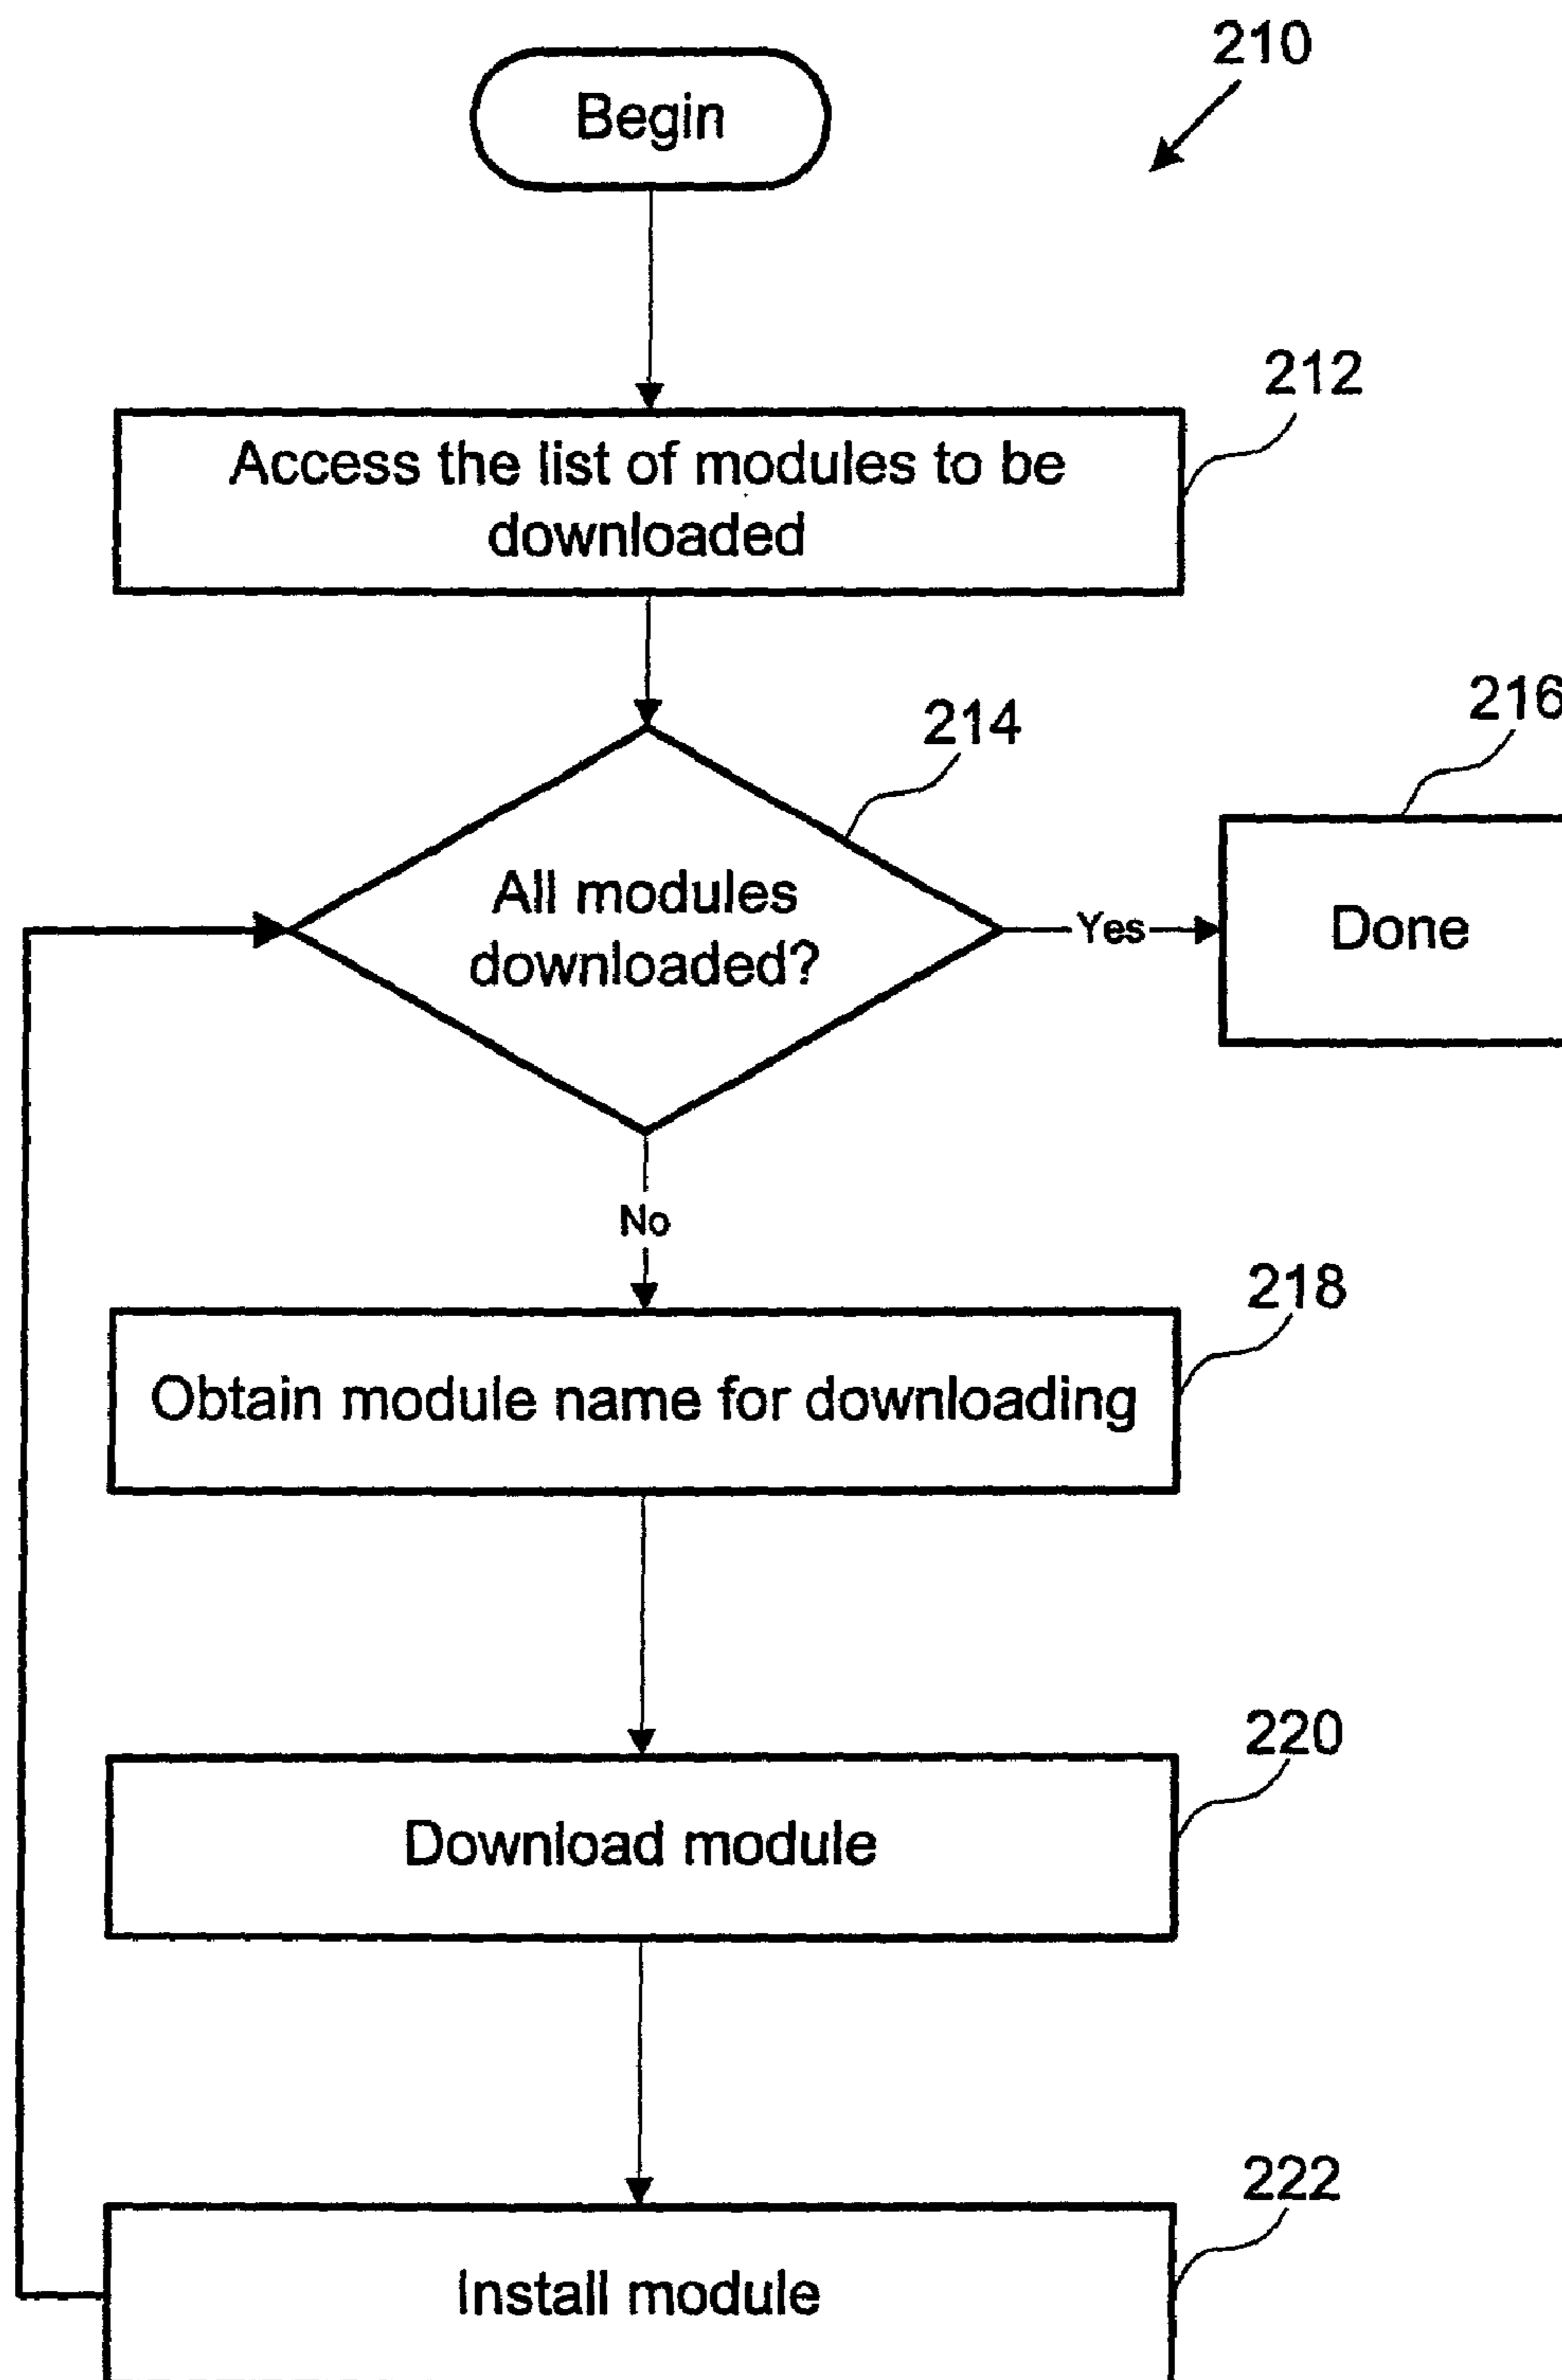 210
Begin
212
Access the list of modules to be
downloaded
214
216
All modules
downloaded?
Yes
Done
No
218
Obtain module name for downloading
220
Download module
222
Install module